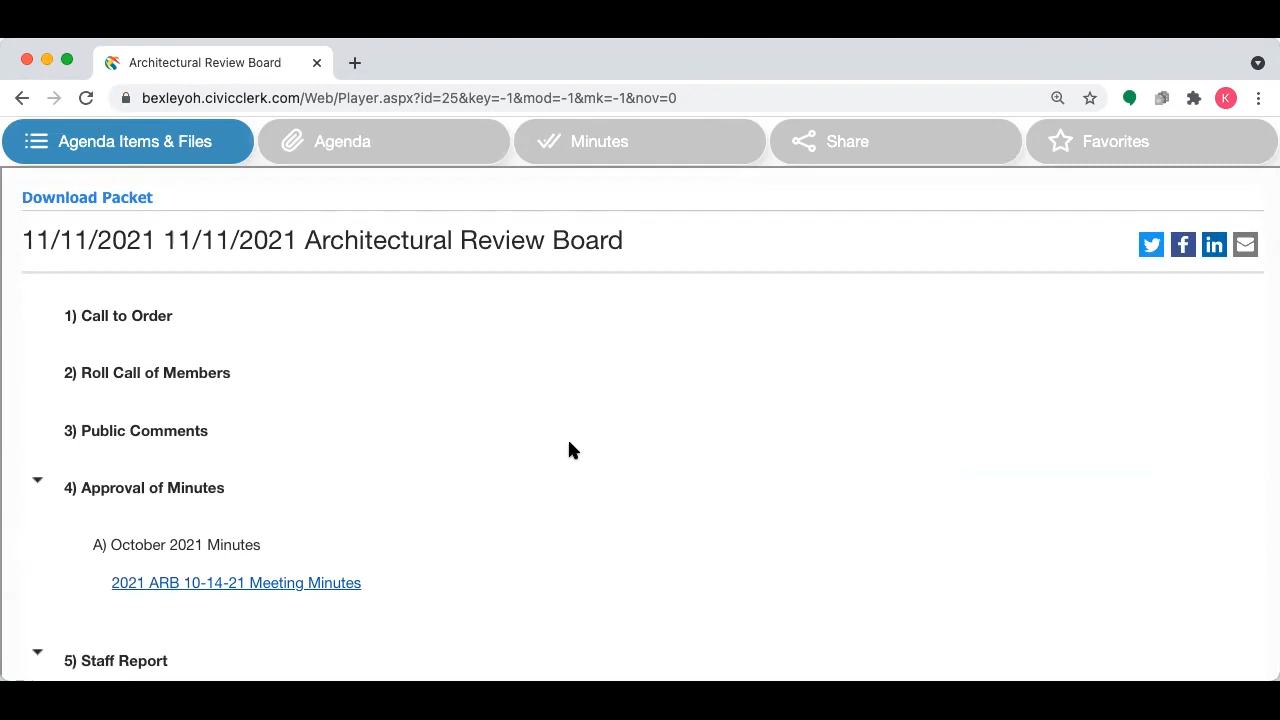 Architectural Review Board
bexleyoh.civicclerk.com/Web/Player.aspx?id=25&key=-1&mod=-1&mk=-1&nov=0
K
Agenda Items & Files
Agenda
Minutes
Share
Favorites
Download Packet
11/11/2021 11/11/2021 Architectural Review Board
1) Call to Order
2) Roll Call of Members
3) Public Comments
4) Approval of Minutes
A) October 2021 Minutes
2021 ARB 10-14-21 Meeting Minutes
5) Staff Report